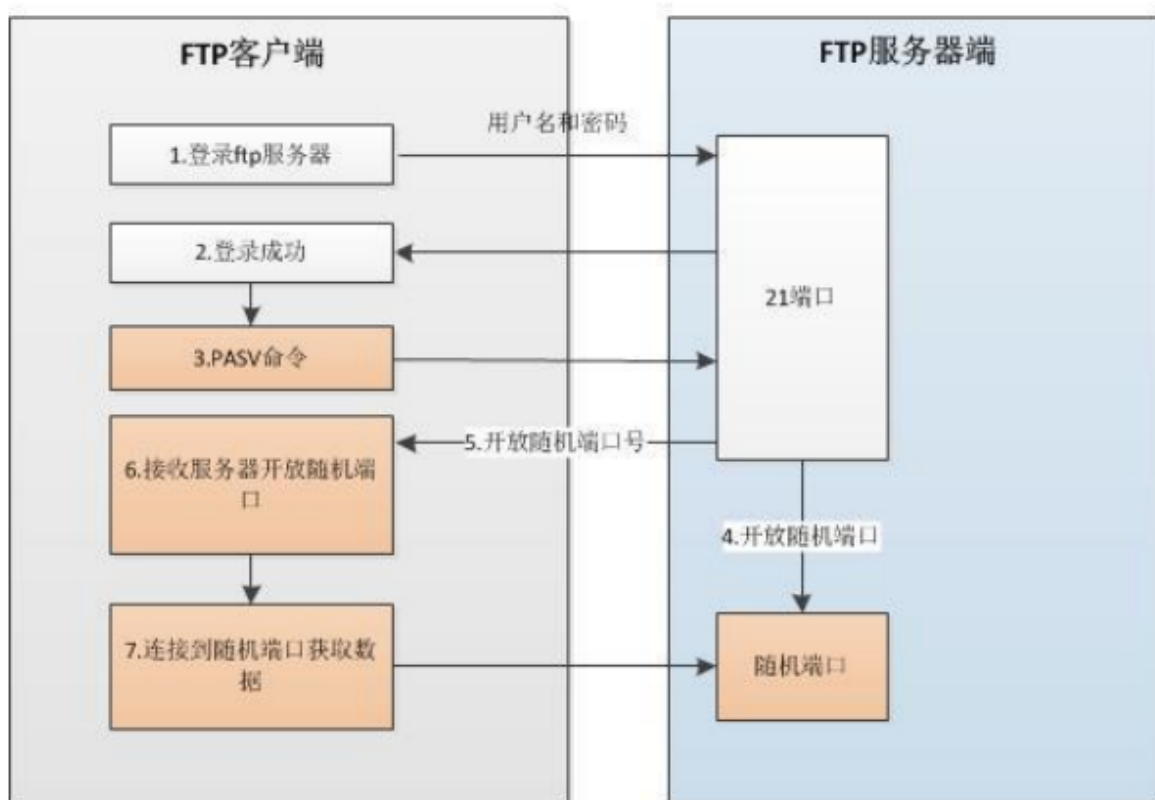 FTP客户端
FTP服务器端
用户名和密码
1.登录ftp服务器
2.登录成功
21端口
3.PASV命令
5.开放随机端口号
6.接收服务器开放随机端
口
4.开放随机端口
7.连接到随机端口获取数
据
随机端口